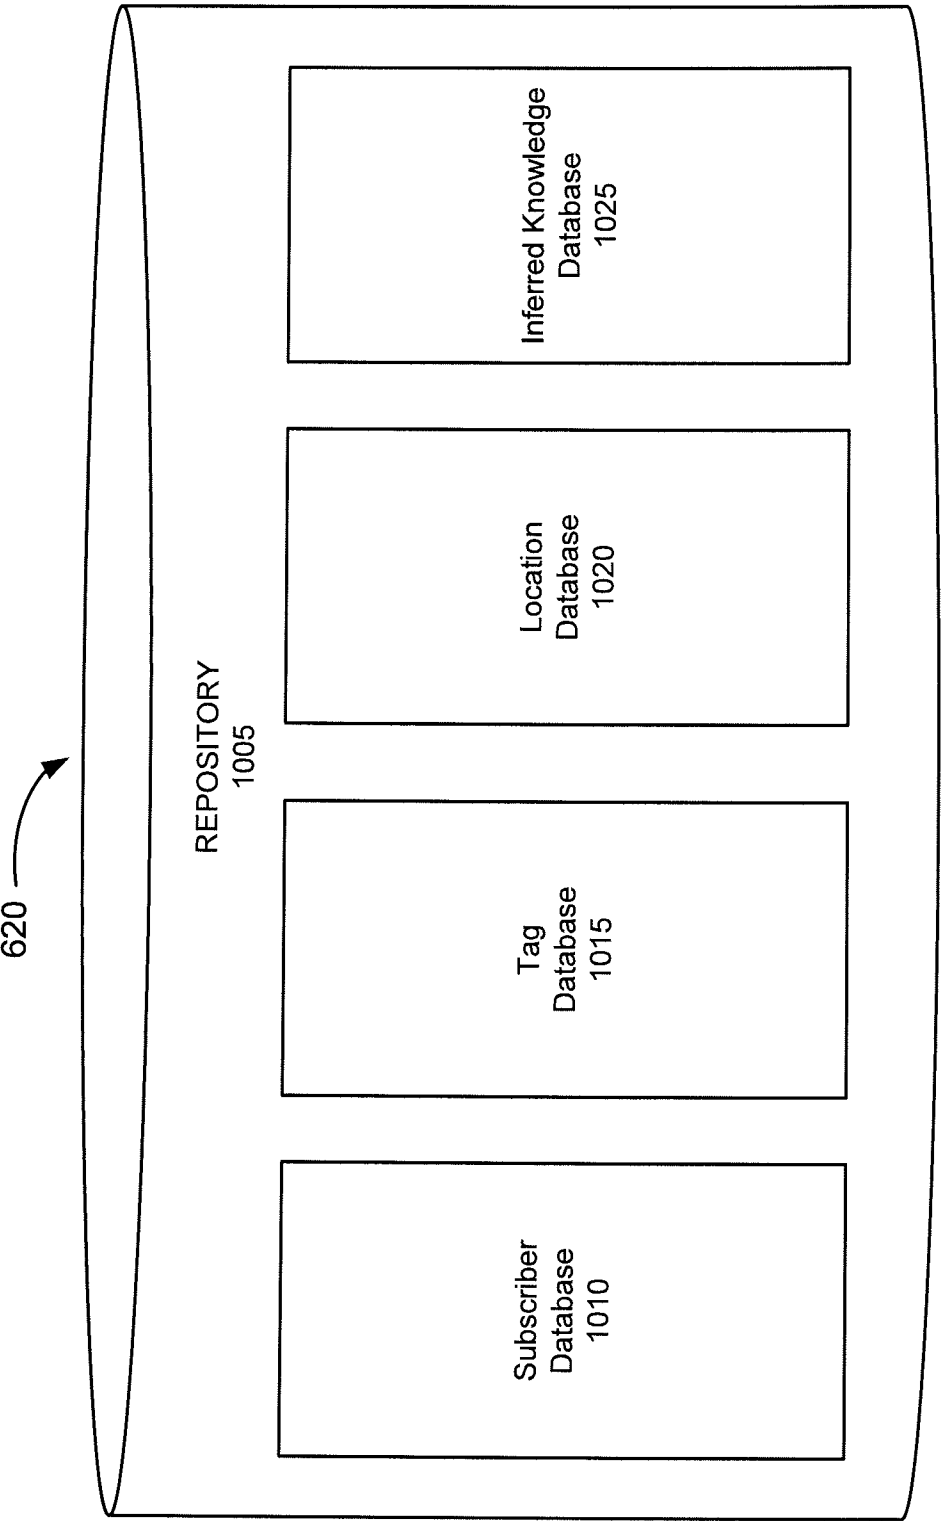 620
REPOSITORY
1005
Subscriber
Database
1010
Tag
Database
1015
Location
Database
1020
Inferred Knowledge
Database
1025